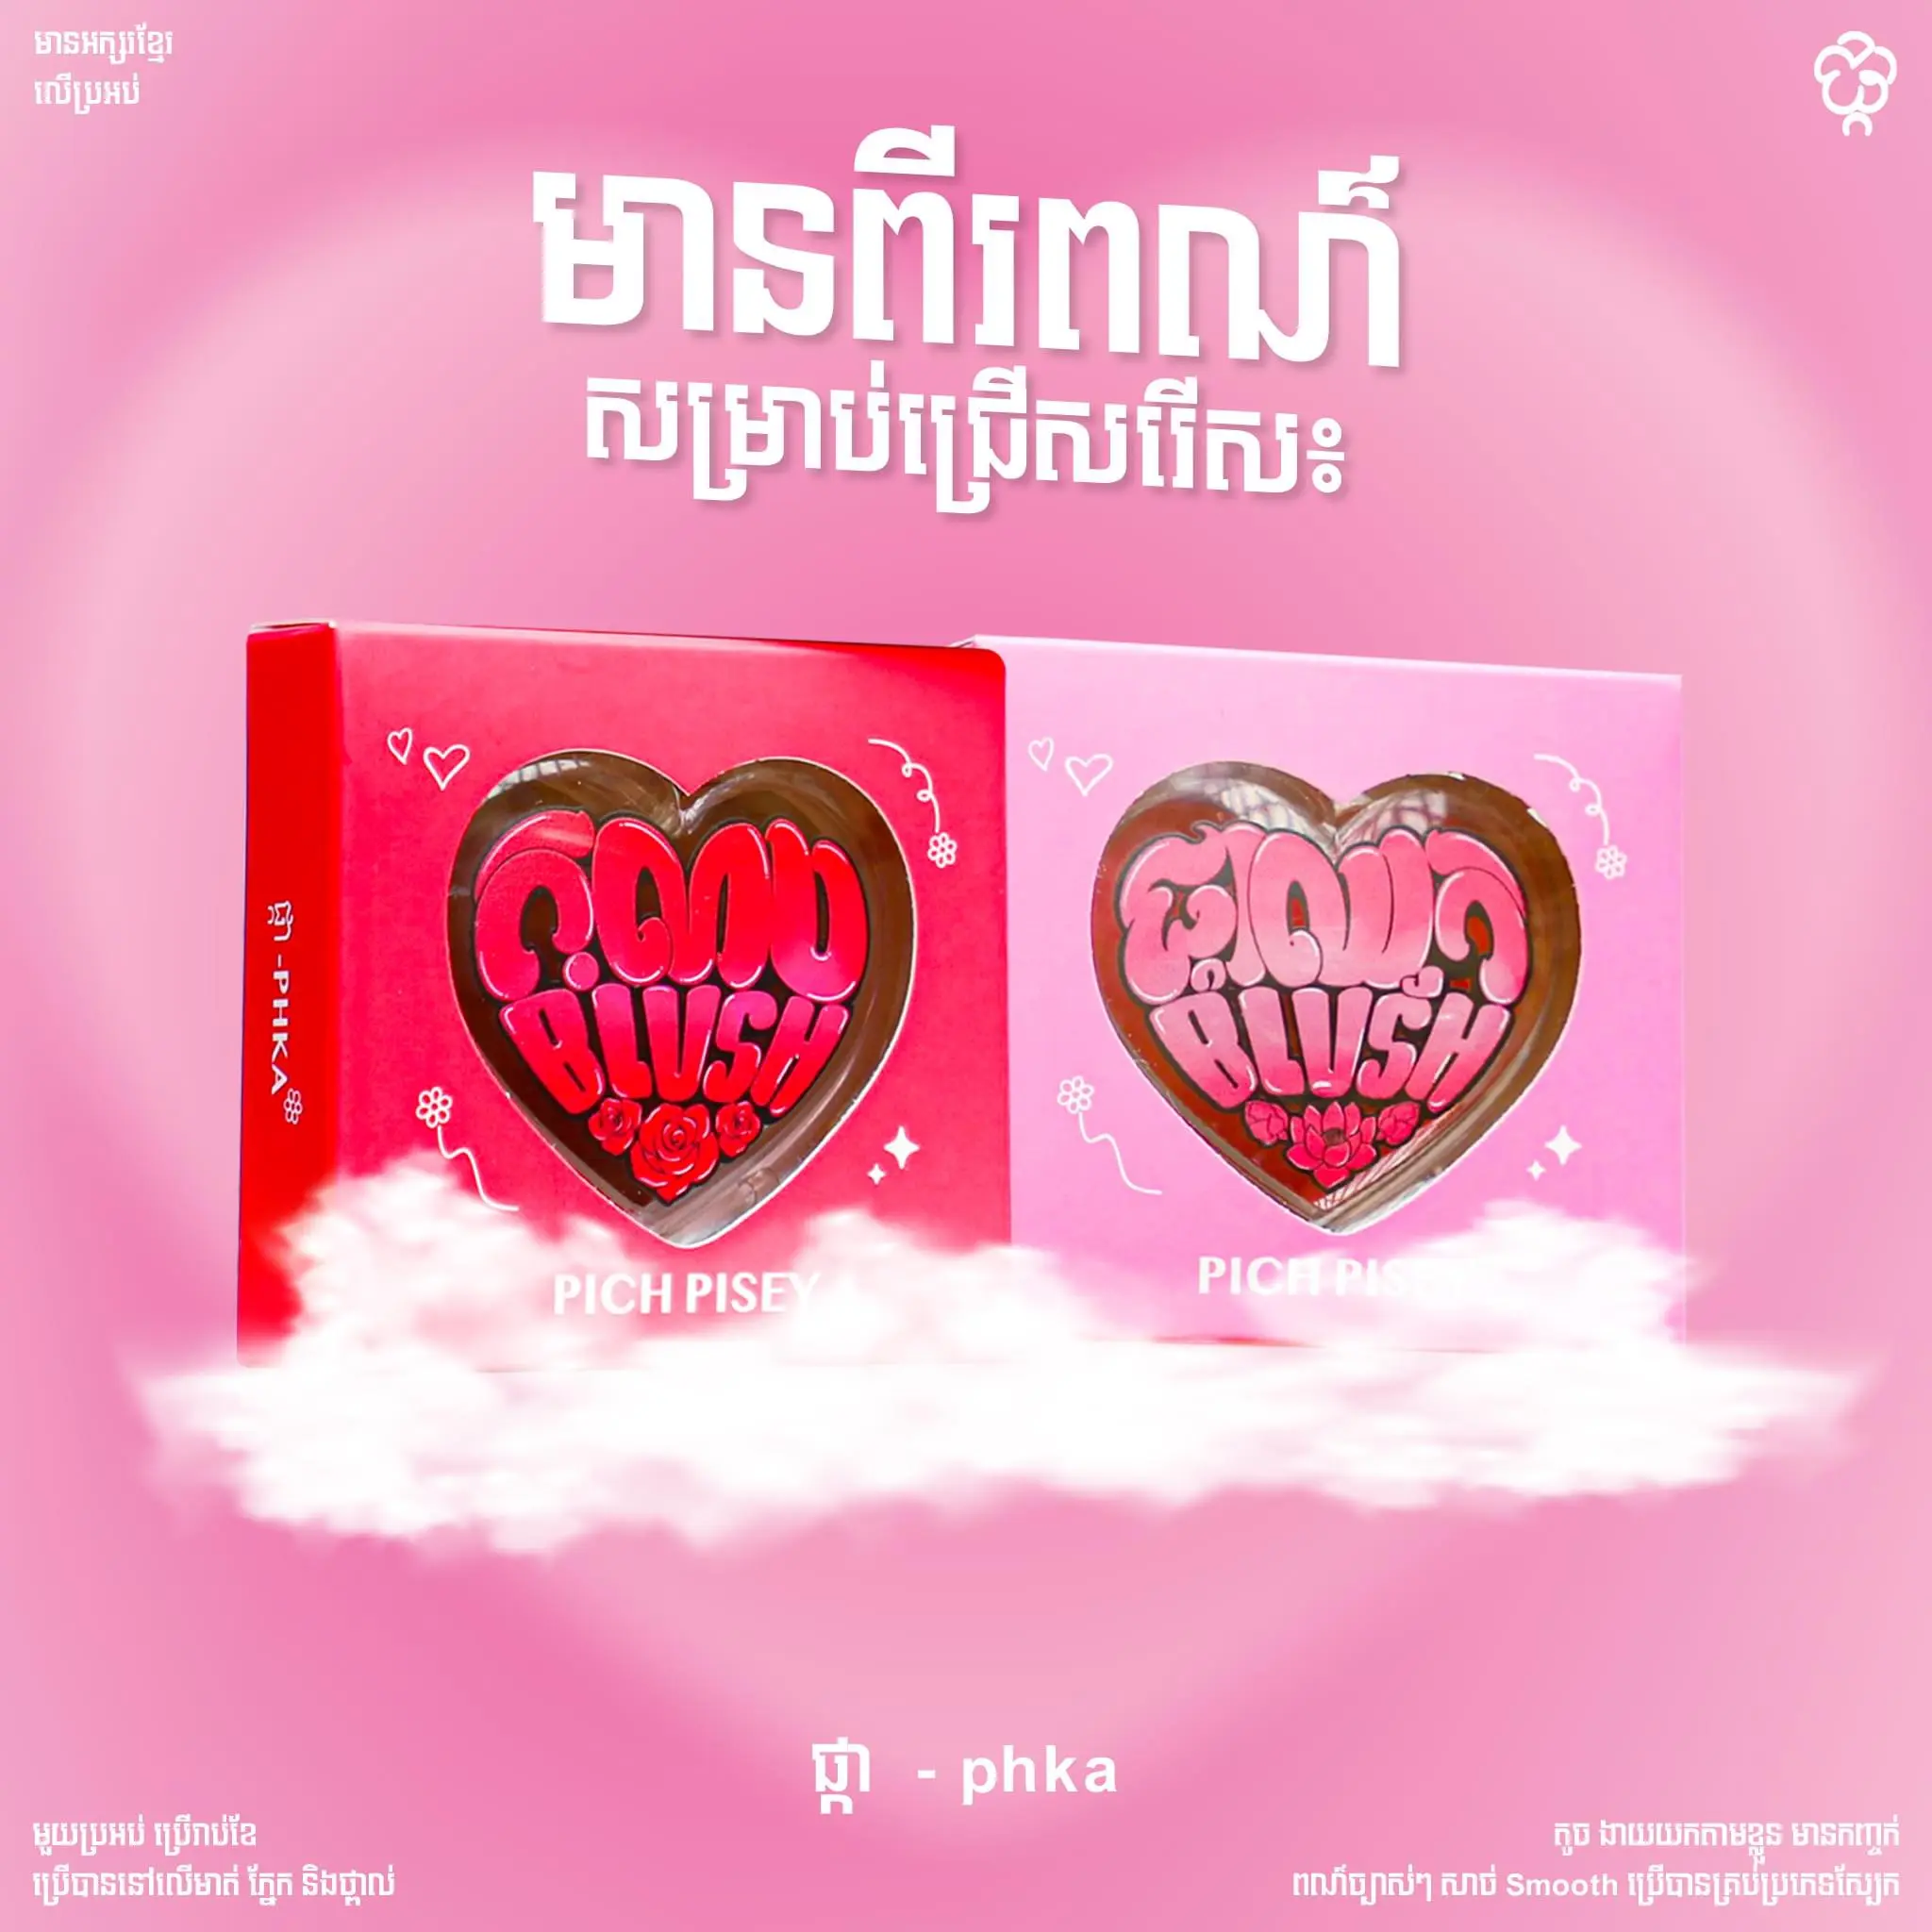 មានអក្សរខ្មែរ
លើប្រអប់
មានពីរពណ៌
សម្រាប់ជ្រើសរើស៖
ផ្កា -PHKA
កុលាប
BLUSH
PICH PISEY
BLUSH
PICH
ផ្កា - phka
មួយប្រអប់ ប្រើរាប់ខែ
ប្រើបាននៅលើមាត់ ភ្នែក និងថ្ពាល់
តូច ងាយយកតាមខ្លួន មានកញ្ចក់
ពណ៌ច្បាស់ៗ សាច់ Smooth ប្រើបានគ្រប់ប្រភេទស្បែក